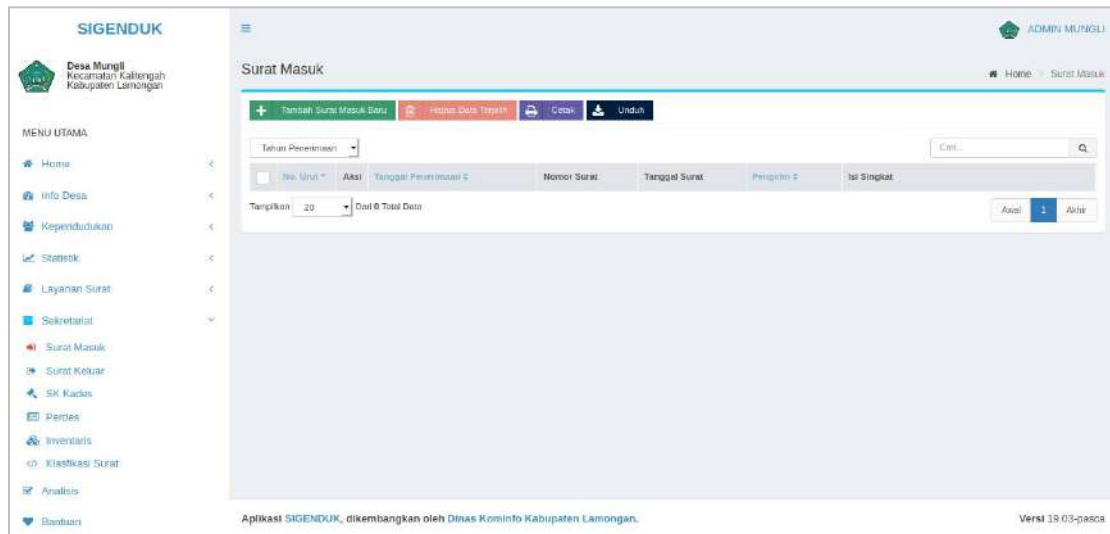 SIGENDUK
ADMIN MUNGLI
Desa Mungli
Kecamatan Kalitengah
Kabupaten Lamongan
Surat Masuk
Home > Surat Masuk
Tambah Surat Masuk Baru
Hapus Data Terpilih
Cetak
Unduh
MENU UTAMA
Tahun Penerimaan
Cari...
Home
No. Urut
Aksi
Tanggal Penerimaan
Nomor Surat
Tanggal Surat
Pengirim
Isi Singkat
Info Desa
Tampilkan 20 Dari 0 Total Data
Awal 1 Akhir
Kependudukan
Statistik
Layanan Surat
Sekretariat
Surat Masuk
Surat Keluar
SK Kades
Perdes
Inventaris
Klasfikasi Surat
Analisis
Bantuan
Aplikasi SIGENDUK, dikembangkan oleh Dinas Kominfo Kabupaten Lamongan.
Versi 19.03-pasca